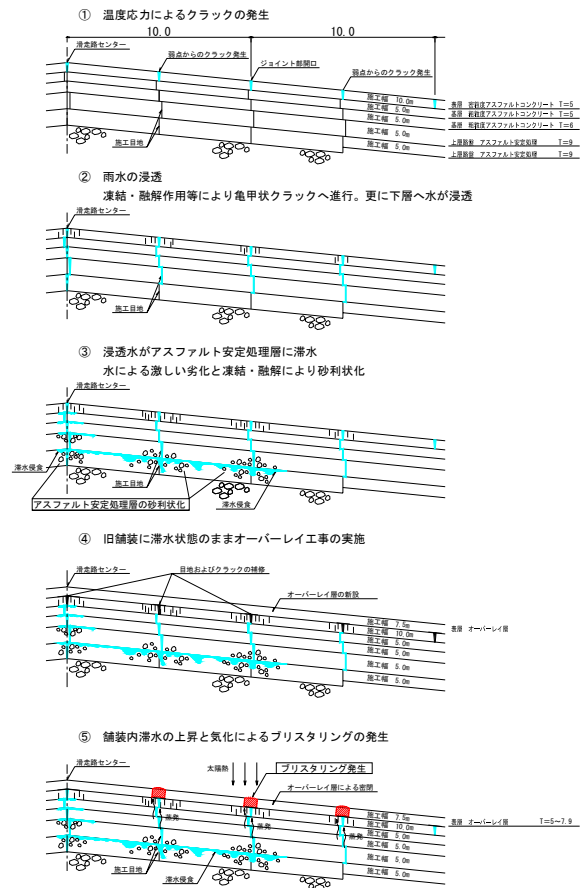 ① 温度応力によるクラックの発生
10.0 10.0
滑走路センター
弱点からのクラック発生
ジョイント部開口
弱点からのクラック発生
施工幅 10.0m
表層 密粒度アスファルトコンクリート T=5
施工幅 5.0m
基層 粗粒度アスファルトコンクリート T=5
施工幅 5.0m
基層 粗粒度アスファルトコンクリート T=6
施工幅 5.0m
上層路盤 アスファルト安定処理 T=9
施工幅 5.0m
上層路盤 アスファルト安定処理 T=9
施工目地
② 雨水の浸透
凍結・融解作用等により亀甲状クラックへ進行。更に下層へ水が浸透
滑走路センター
施工目地
③ 浸透水がアスファルト安定処理層に滞水
水による激しい劣化と凍結・融解により砂利状化
滑走路センター
滞水侵食
施工目地
アスファルト安定処理層の砂利状化
滞水侵食
④ 旧舗装に滞水状態のままオーバーレイ工事の実施
滑走路センター
目地およびクラックの補修
オーバーレイ層の新設
施工幅 7.5m
表層 オーバーレイ層
施工幅 10.0m
施工幅 5.0m
施工幅 5.0m
施工幅 5.0m
施工幅 5.0m
⑤ 舗装内滞水の上昇と気化によるブリスタリングの発生
滑走路センター
太陽熱
ブリスタリング発生
オーバーレイ層による密閉
蒸発
蒸発
蒸発
施工幅 7.5m
表層 オーバーレイ層 T=5~7.9
施工幅 10.0m
施工幅 5.0m
施工幅 5.0m
施工幅 5.0m
施工幅 5.0m
施工目地
滞水侵食